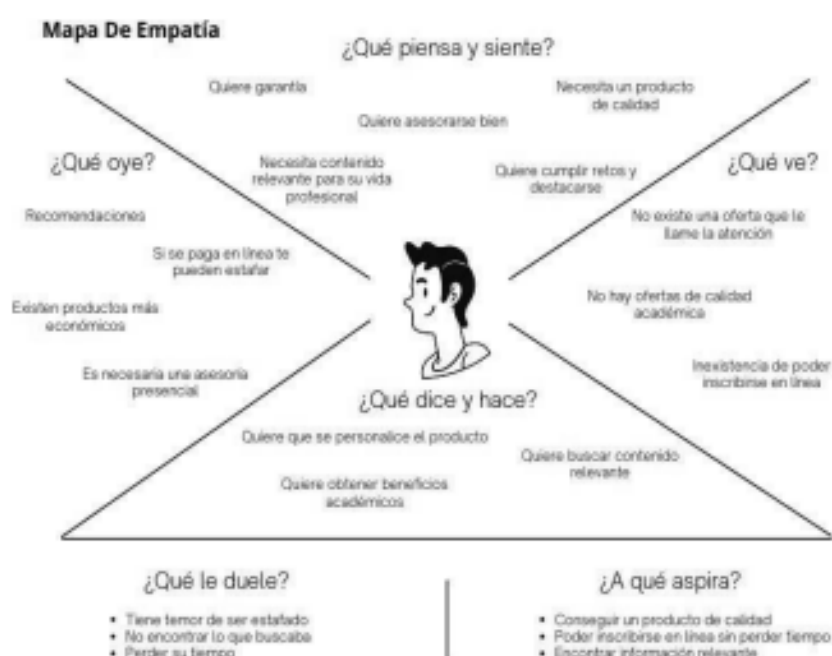 Mapa De Empatía
¿Qué piensa y siente?
Quiere garantía
Necesita un producto
de calidad
Quiere asesorarse bien
Necesita contenido
relevante para su vida
profesional
Quiere cumplir retos y
destacarse
¿Qué oye?
Recomendaciones
Si se paga en línea te
pueden estafar
Existen productos más
económicos
Es necesaria una asesoría
presencial
¿Qué ve?
No existe una oferta que le
llame la atención
No hay ofertas de calidad
académica
Inexistencia de poder
inscribirse en línea
¿Qué dice y hace?
Quiere que se personalice el producto
Quiere obtener beneficios
académicos
Quiere buscar contenido
relevante
¿Qué le duele?
• Tiene temor de ser estafado
• No encontrar lo que buscaba
• Perder su tiempo
¿A qué aspira?
• Conseguir un producto de calidad
• Poder inscribirse en línea sin perder tiempo
• Encontrar información relevante